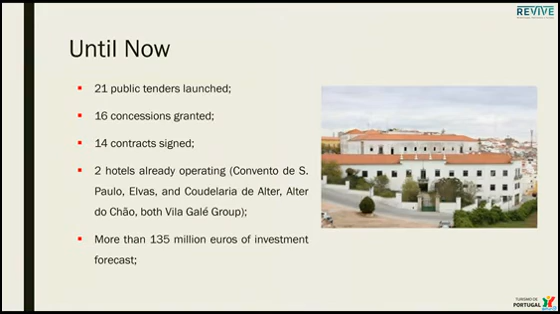 REVIVE
Until Now
21 public tenders launched;
16 concessions granted;
14 contracts signed;
2 hotels already operating (Convento de S.
Paulo, Elvas, and Coudelaria de Alter, Alter
do Chão, both Vila Galé Group);
More than 135 million euros of investment
forecast;
TURISMO DE
PORTUGAL